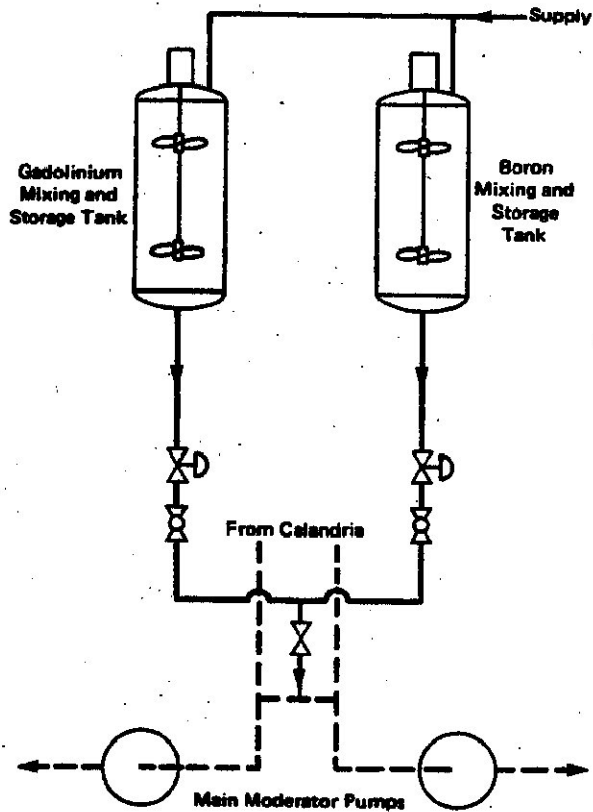 Supply
Gadolinium
Mixing and
Storage Tank
Boron
Mixing and
Storage
Tank
From Calandria
Main Moderator Pumps